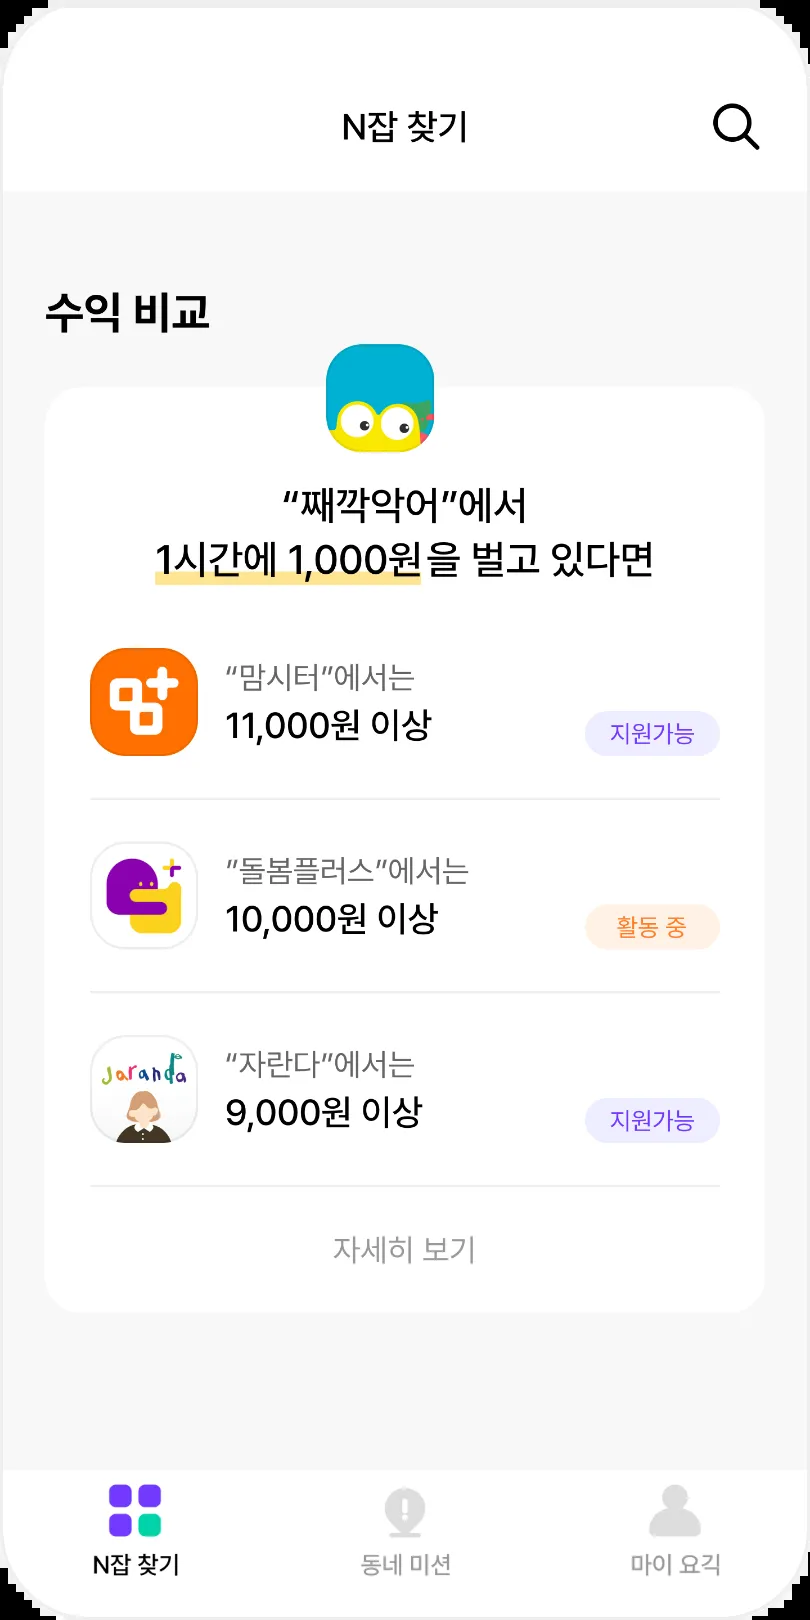 N잡 찾기
수익 비교
“째깍악어”에서
1시간에 1,000원을 벌고 있다면
“맘시터”에서는
11,000원 이상
지원가능
”돌봄플러스”에서는
10,000원 이상
활동 중
Jaranda
“자란다”에서는
9,000원 이상
지원가능
자세히 보기
N잡 찾기
동네 미션
마이 요긱